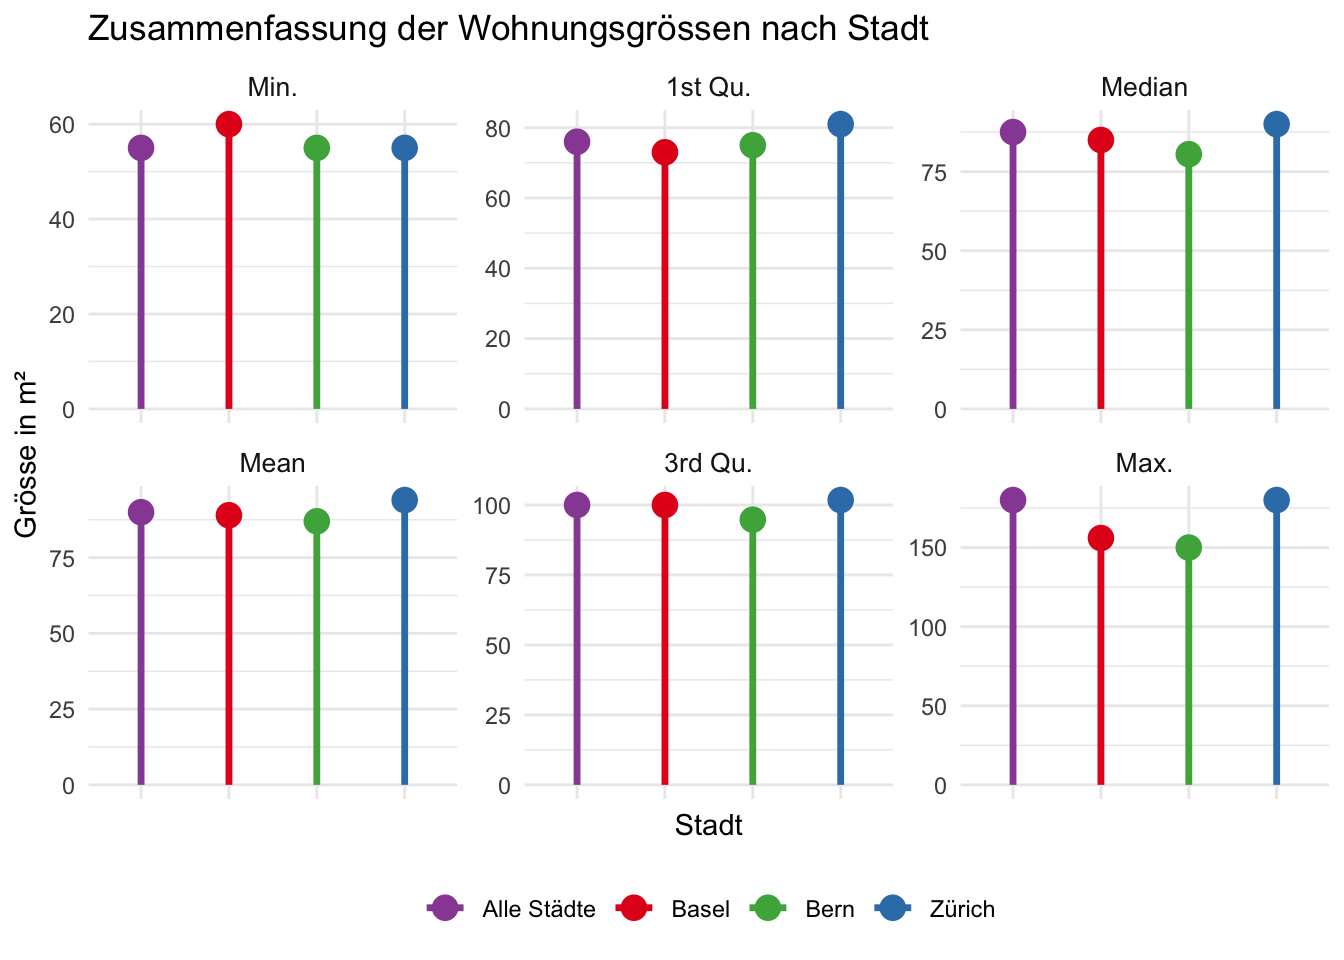 Zusammenfassung der Wohnungsgrössen nach Stadt
Min.
1st Qu.
Median
60
40
20
0
80
60
40
20
0
75
50
25
0
Grösse in m²
Mean
3rd Qu.
Max.
75
50
25
0
100
75
50
25
0
150
100
50
0
Stadt
Alle Städte Basel Bern Zürich